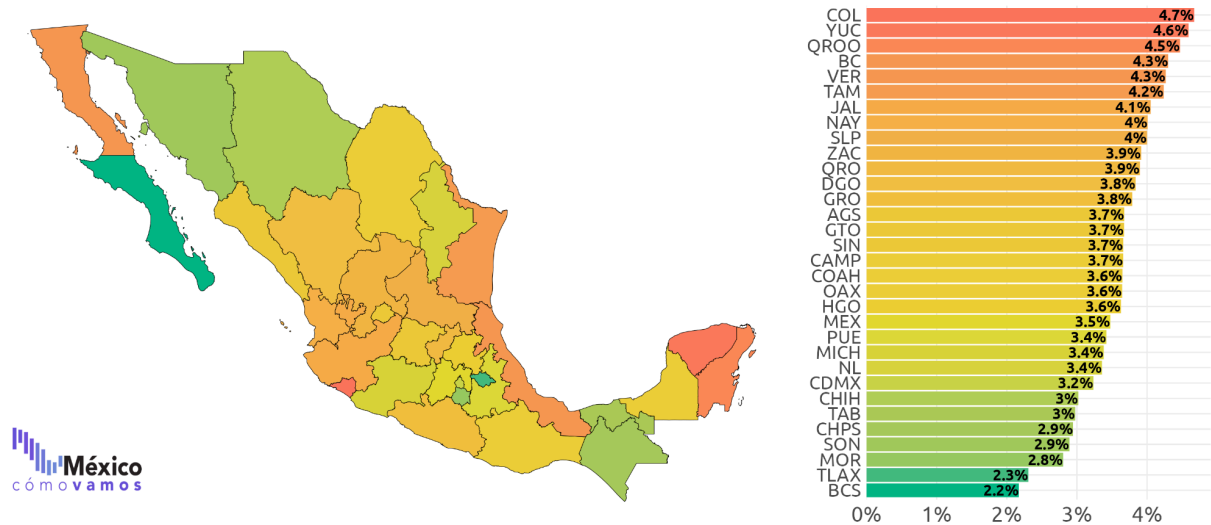 COL 4.7%
YUC 4.6%
QROO 4.5%
BC 4.3%
VER 4.3%
TAM 4.2%
JAL 4.1%
NAY 4%
SLP 4%
ZAC 3.9%
QRO 3.9%
DGO 3.8%
GRO 3.8%
AGS 3.7%
GTO 3.7%
SIN 3.7%
CAMP 3.7%
COAH 3.6%
OAX 3.6%
HGO 3.6%
MEX 3.5%
PUE 3.4%
MICH 3.4%
NL 3.4%
CDMX 3.2%
CHIH 3%
TAB 3%
CHPS 2.9%
SON 2.9%
MOR 2.8%
TLAX 2.3%
BCS 2.2%
0% 1% 2% 3% 4%
México
cómovamos